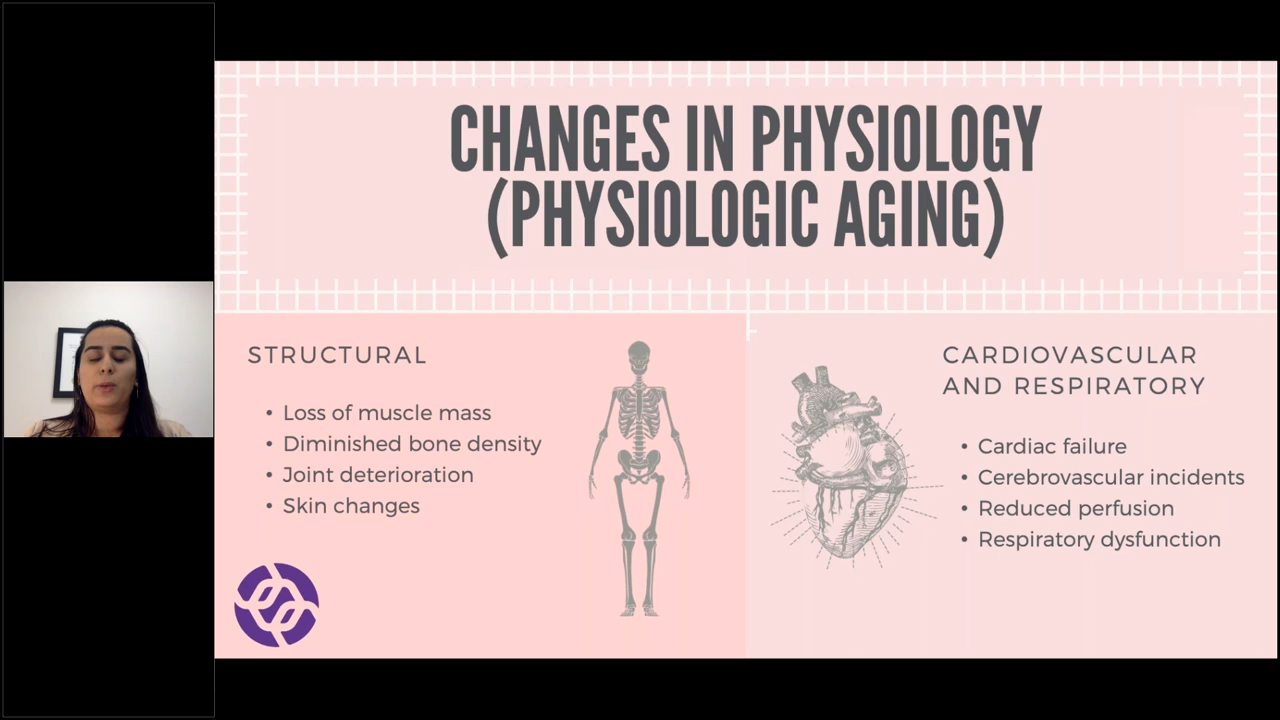 CHANGES IN PHYSIOLOGY
(PHYSIOLOGIC AGING)
STRUCTURAL
• Loss of muscle mass
• Diminished bone density
• Joint deterioration
• Skin changes
CARDIOVASCULAR
AND RESPIRATORY
• Cardiac failure
• Cerebrovascular incidents
• Reduced perfusion
• Respiratory dysfunction